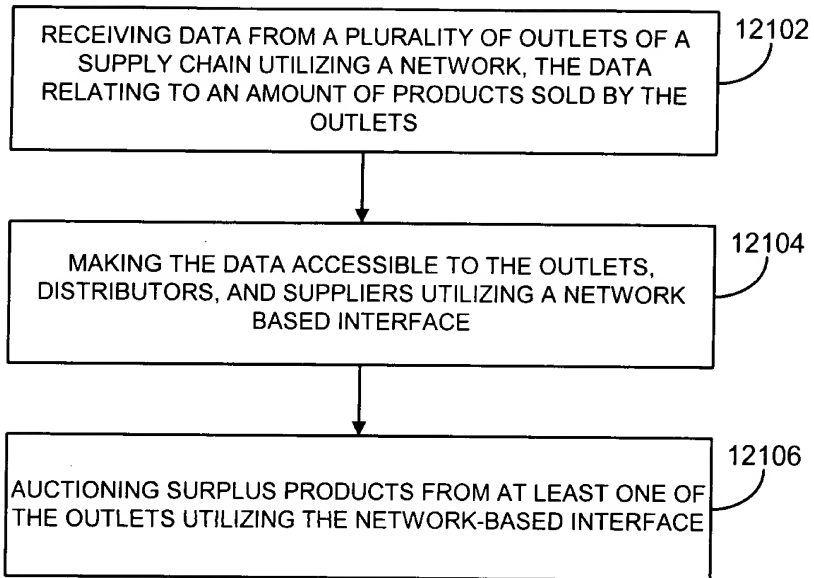 RECEIVING DATA FROM A PLURALITY OF OUTLETS OF A
SUPPLY CHAIN UTILIZING A NETWORK, THE DATA
RELATING TO AN AMOUNT OF PRODUCTS SOLD BY THE
OUTLETS
12102
MAKING THE DATA ACCESSIBLE TO THE OUTLETS,
DISTRIBUTORS, AND SUPPLIERS UTILIZING A NETWORK
BASED INTERFACE
12104
AUCTIONING SURPLUS PRODUCTS FROM AT LEAST ONE OF
THE OUTLETS UTILIZING THE NETWORK-BASED INTERFACE
12106